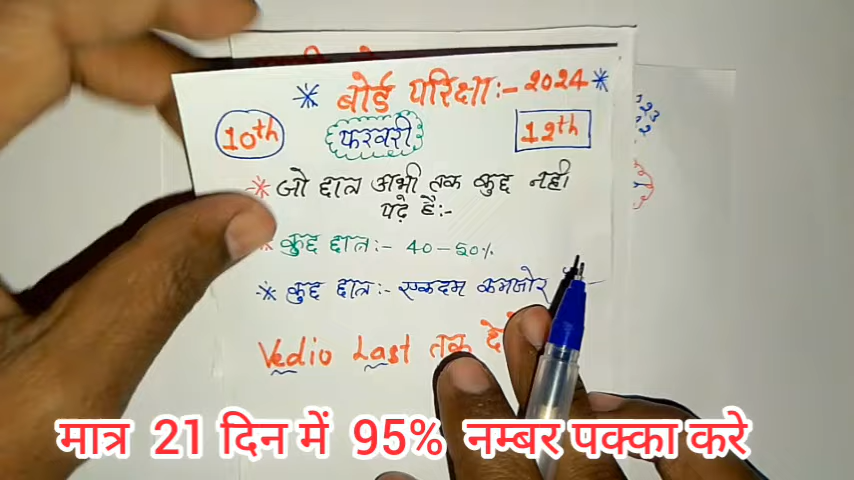 * बोर्ड परिक्षा:- 2024 *
10th फरवरी 12th
* जो छात्र अभी तक कुछ नही
पढ़े है:-
* कुछ छात्र:- 40-50%
* कुछ छात्र:- एकदम कमजोर
Vedio Last तक
मात्र 21 दिन में 95% नम्बर पक्का करे